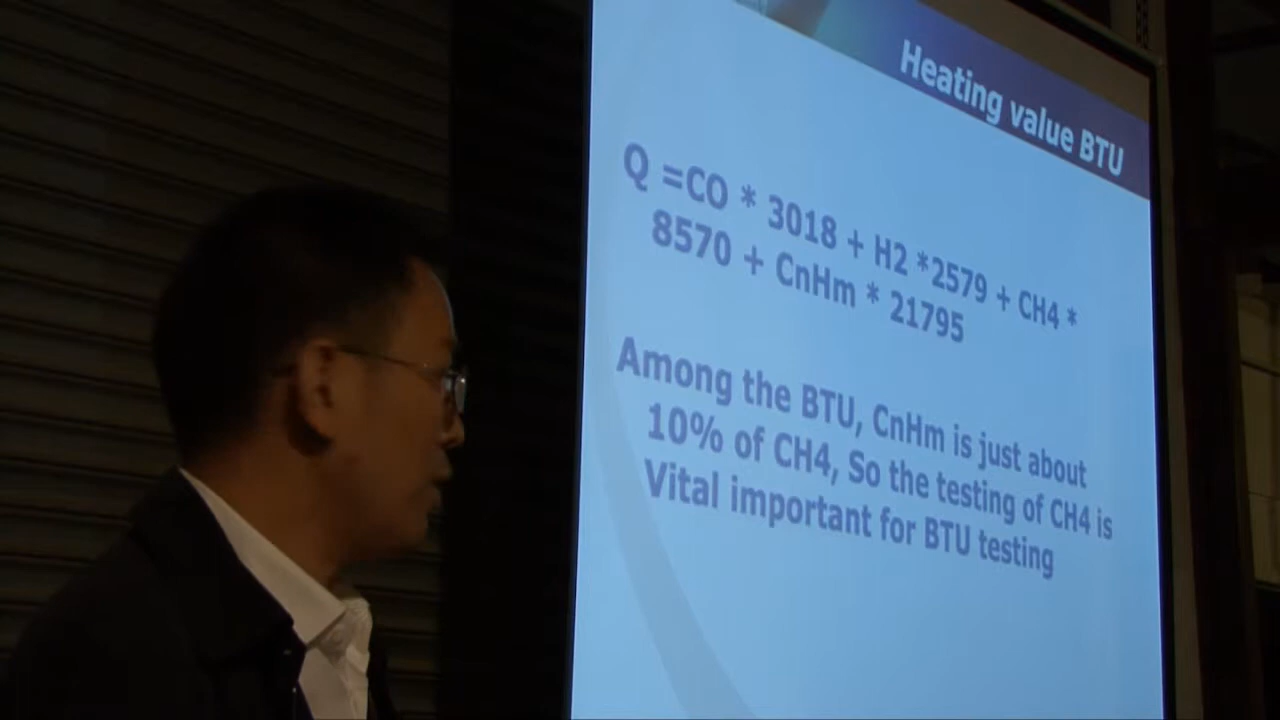 Heating value BTU
Q =CO * 3018 + H2 *2579 + CH4 *
8570 + CnHm * 21795
Among the BTU, CnHm is just about
10% of CH4, So the testing of CH4 is
Vital important for BTU testing